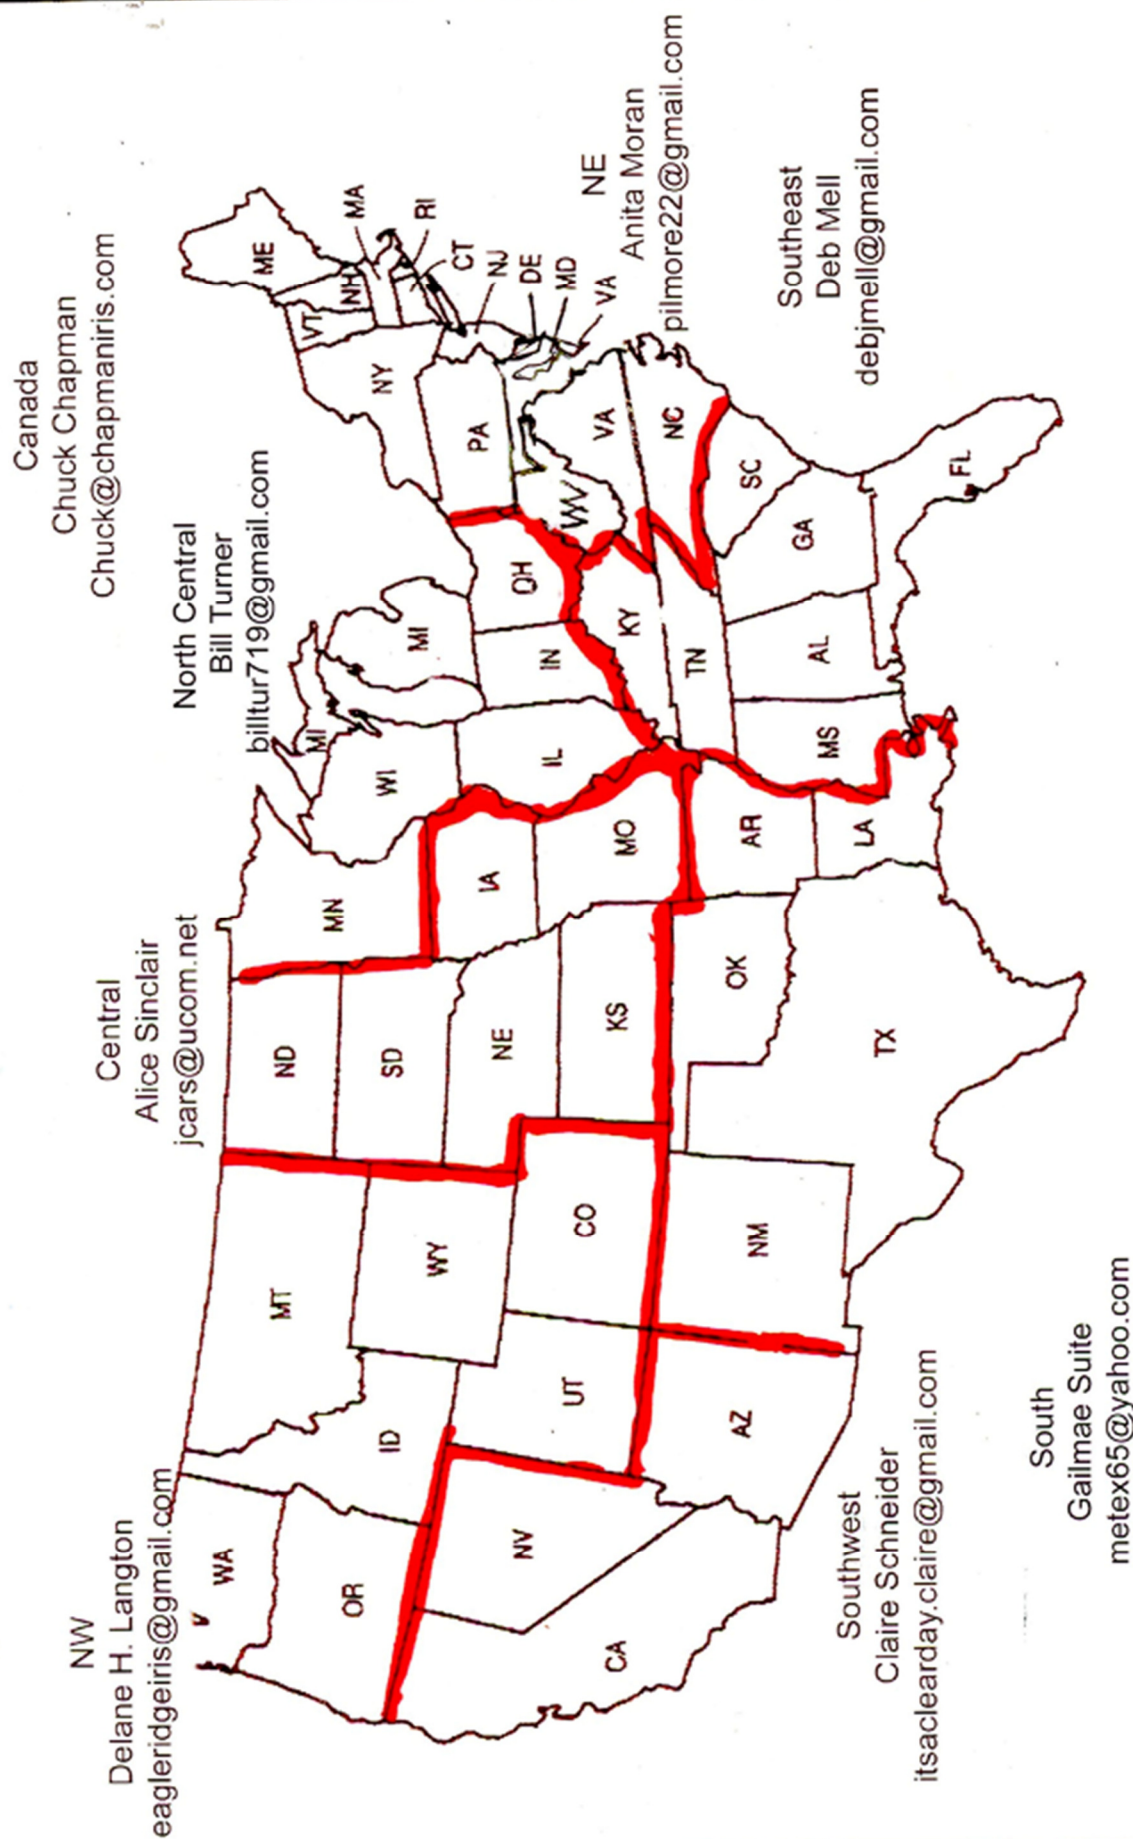 Canada
Chuck Chapman
Chuck@chapmaniris.com
North Central
Bill Turner
billtur719@gmail.com
Central
Alice Sinclair
jcars@ucom.net
NW
Delane H. Langton
eagleridgeiris@gmail.com
NE
Anita Moran
pilmore22@gmail.com
Southeast
Deb Mell
debjmell@gmail.com
Southwest
Claire Schneider
itsaclearday.claire@gmail.com
South
Gailmae Suite
metex65@yahoo.com
WA
OR
CA
NV
ID
MT
WY
UT
AZ
CO
NM
ND
SD
NE
KS
OK
TX
MN
IA
MO
AR
LA
WI
IL
MI
MI
IN
OH
KY
TN
MS
AL
GA
FL
SC
NC
VA
WV
PA
NY
VT
NH
ME
MA
RI
CT
NJ
DE
MD
VA